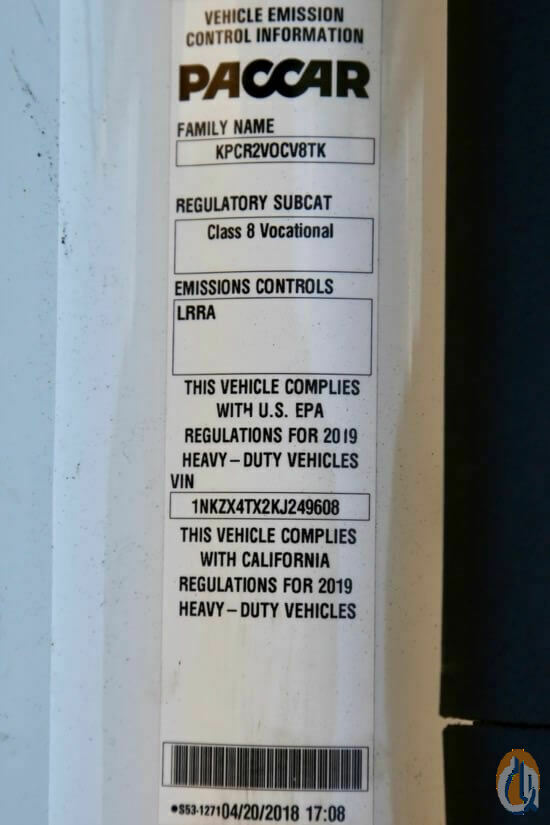 VEHICLE EMISSION
CONTROL INFORMATION
PACCAR
FAMILY NAME
KPCR2VOCV8TK
REGULATORY SUBCAT
Class 8 Vocational
EMISSIONS CONTROLS
LRRA
THIS VEHICLE COMPLIES
WITH U.S. EPA
REGULATIONS FOR 2019
HEAVY-DUTY VEHICLES
VIN
1NKZX4TX2KJ249608
THIS VEHICLE COMPLIES
WITH CALIFORNIA
REGULATIONS FOR 2019
HEAVY-DUTY VEHICLES
•S53-1271 04/20/2018 17:08